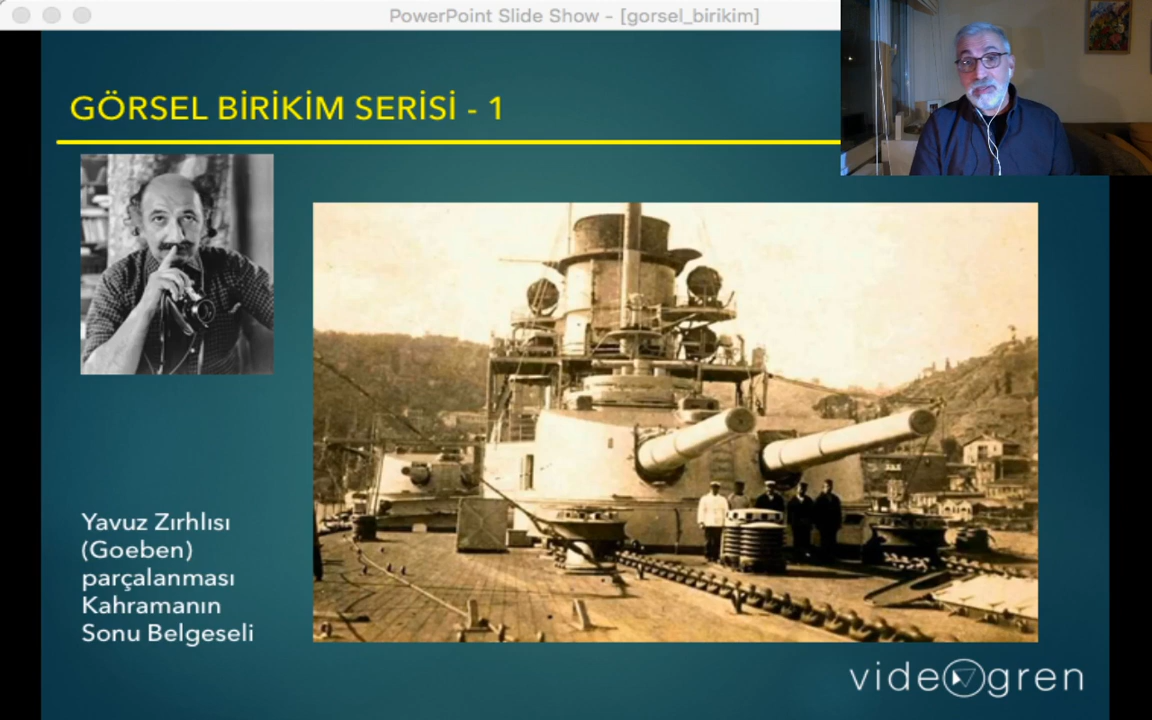 PowerPoint Slide Show - [gorsel_birikim]
GÖRSEL BİRİKİM SERİSİ - 1
Yavuz Zırhlısı
(Goeben)
parçalanması
Kahramanın
Sonu Belgeseli
videogren